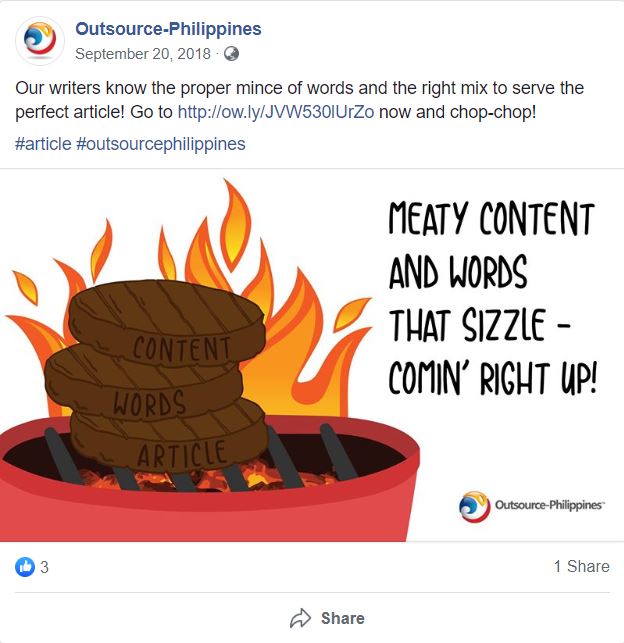 Outsource-Philippines
September 20, 2018 ·
Our writers know the proper mince of words and the right mix to serve the
perfect article! Go to http://ow.ly/JVW530lUrZo now and chop-chop!
#article #outsourcephilippines
MEATY CONTENT
AND WORDS
THAT SIZZLE –
COMIN' RIGHT UP!
CONTENT
WORDS
ARTICLE
Outsource-Philippines™
3
1 Share
Share